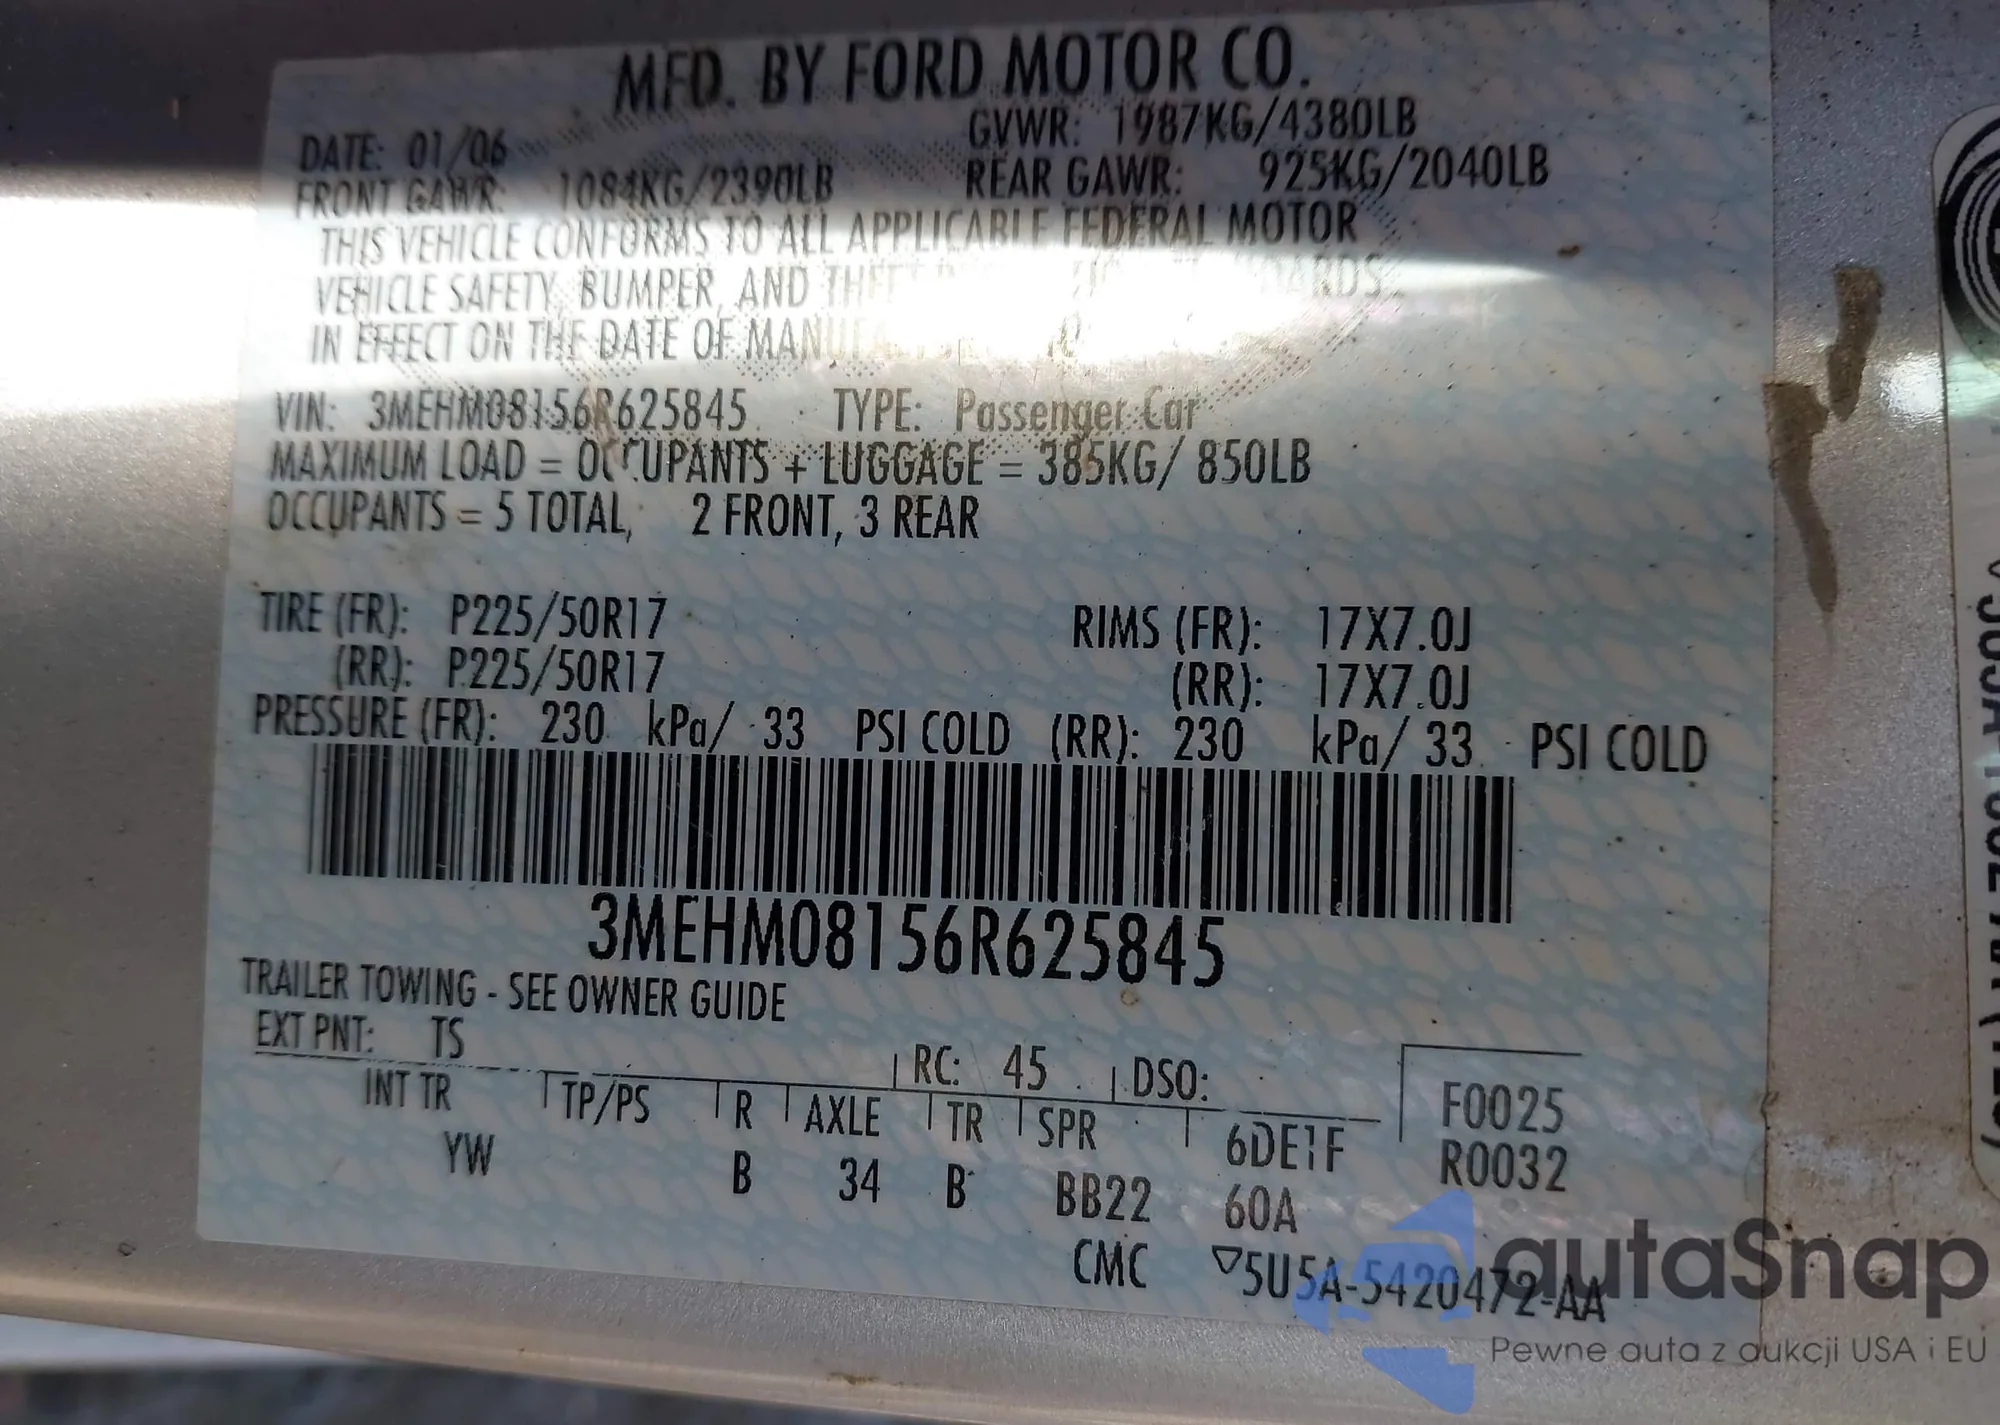 MFD. BY FORD MOTOR CO.
DATE: 01/06 GVWR: 1987KG/4380LB
FRONT GAWR: 1084KG/2390LB REAR GAWR: 925KG/2040LB
THIS VEHICLE CONFORMS TO ALL APPLICABLE FEDERAL MOTOR
VEHICLE SAFETY, BUMPER, AND THEFT
IN EFFECT ON THE DATE OF
VIN: 3MEHM08156R625845 TYPE: Passenger Car
MAXIMUM LOAD = OCCUPANTS + LUGGAGE = 385KG/ 850LB
OCCUPANTS = 5 TOTAL, 2 FRONT, 3 REAR
TIRE (FR): P225/50R17 RIMS (FR): 17X7.0J
(RR): P225/50R17 (RR): 17X7.0J
PRESSURE (FR): 230 kPa/ 33 PSI COLD (RR): 230 kPa/ 33 PSI COLD
3MEHM08156R625845
TRAILER TOWING - SEE OWNER GUIDE
EXT PNT: TS RC: 45 DSO: F0025
INT TR TP/PS R AXLE TR SPR 6DE1F R0032
YW B 34 B BB22 60A
CMC ▽5U5A-5420472-AA
autaSnap
Pewne auta z aukcji USA i EU